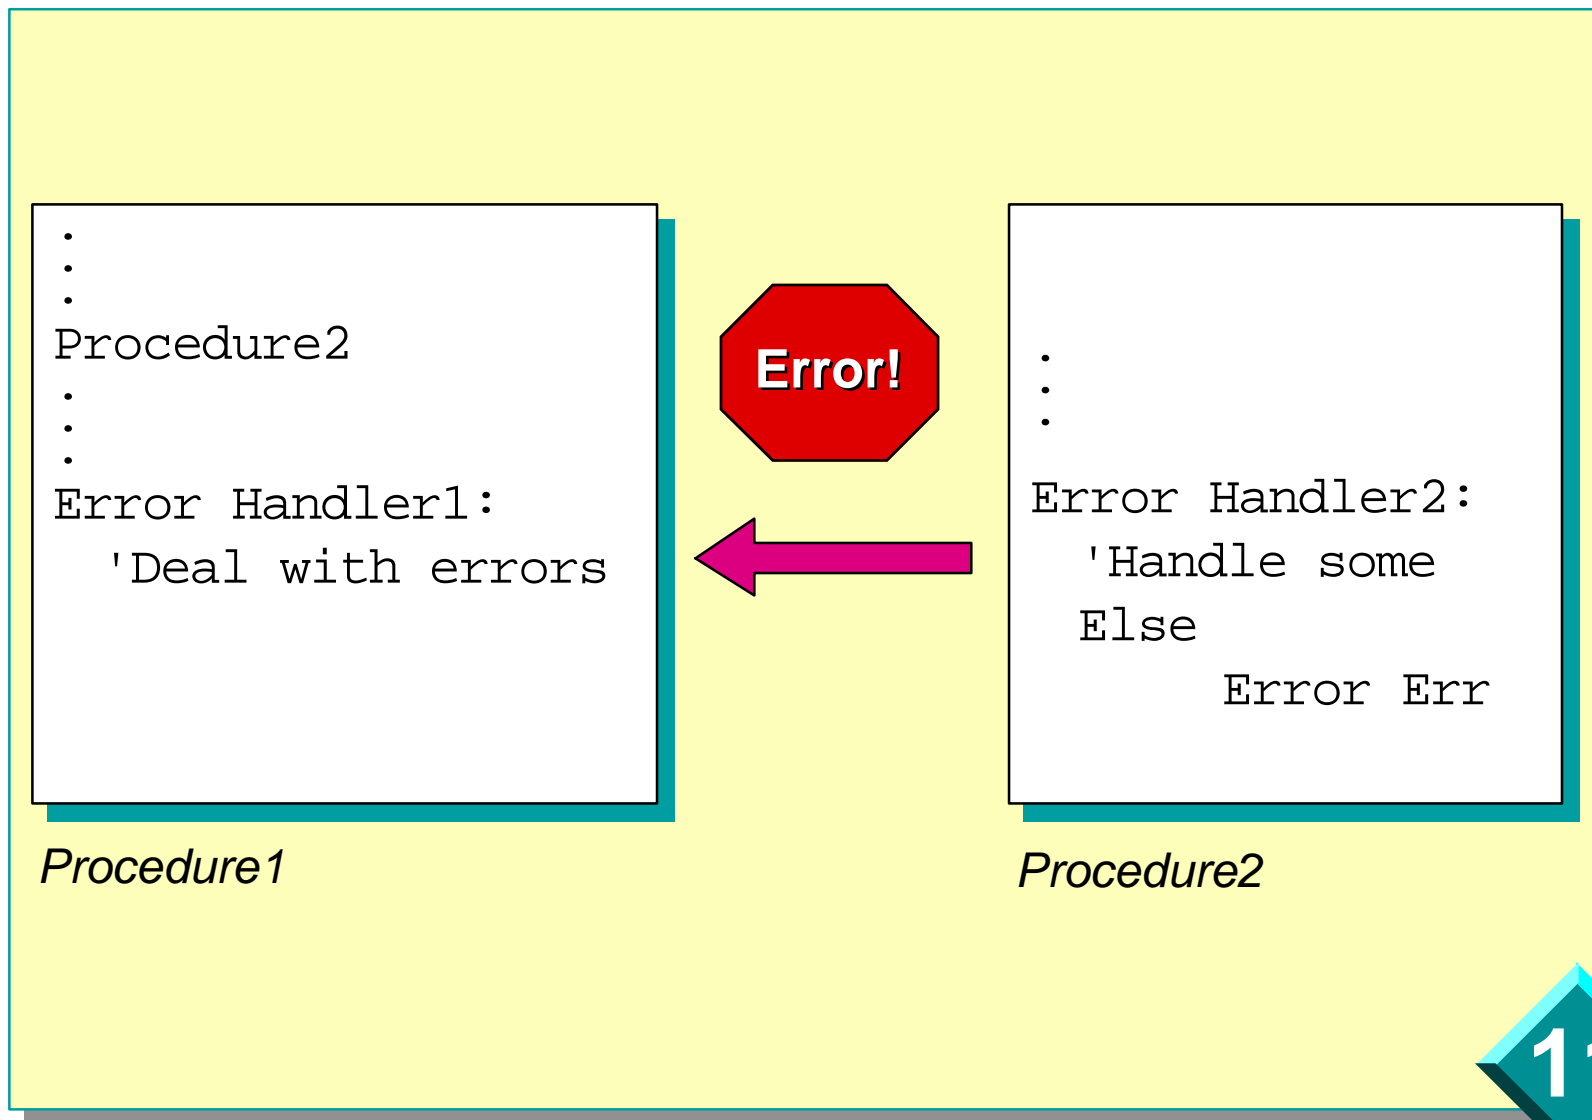 .
.
.
Procedure2
.
.
.
Error Handler1:
'Deal with errors
Procedure1
Error!
.
.
.
Error Handler2:
'Handle some
Else
Error Err
Procedure2